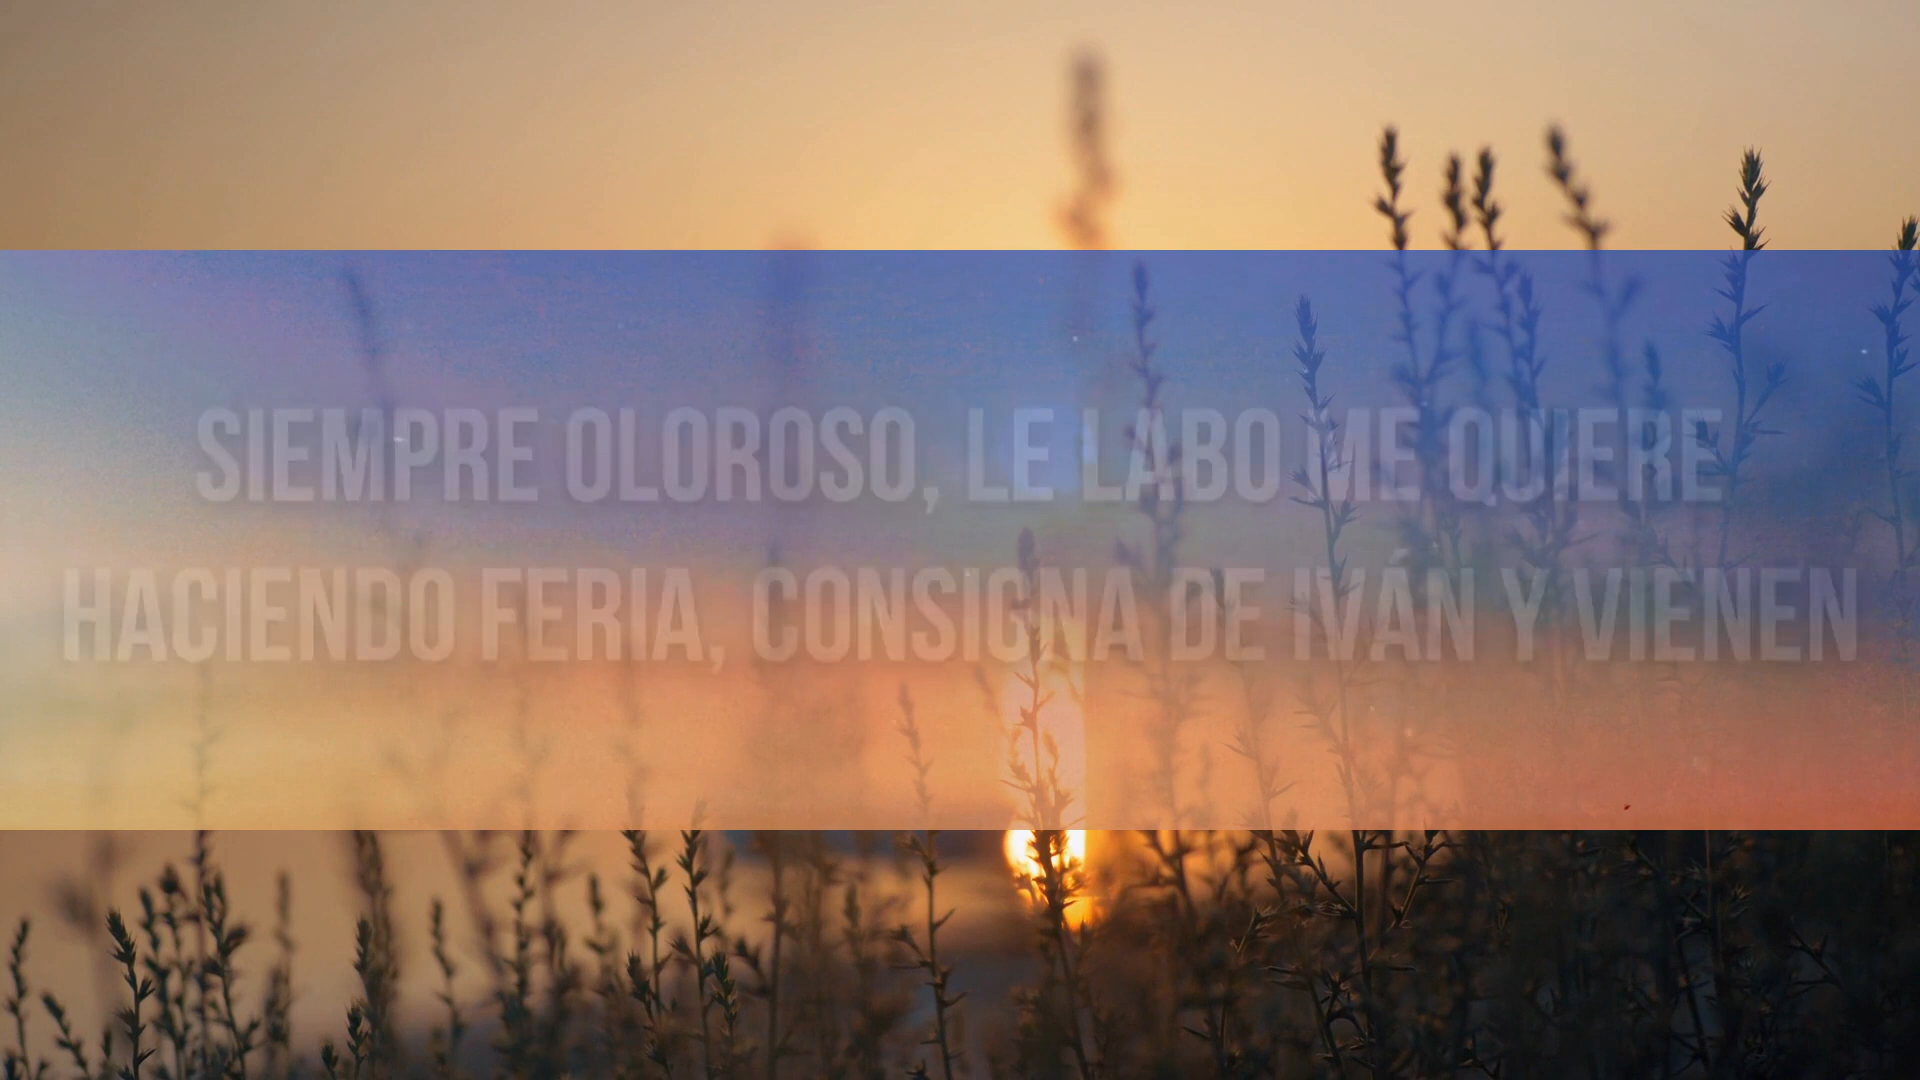 SIEMPRE OLOROSO, LE LABO ME QUIERE
HACIENDO FERIA, CONSIGNA DE IVÁN Y VIENEN